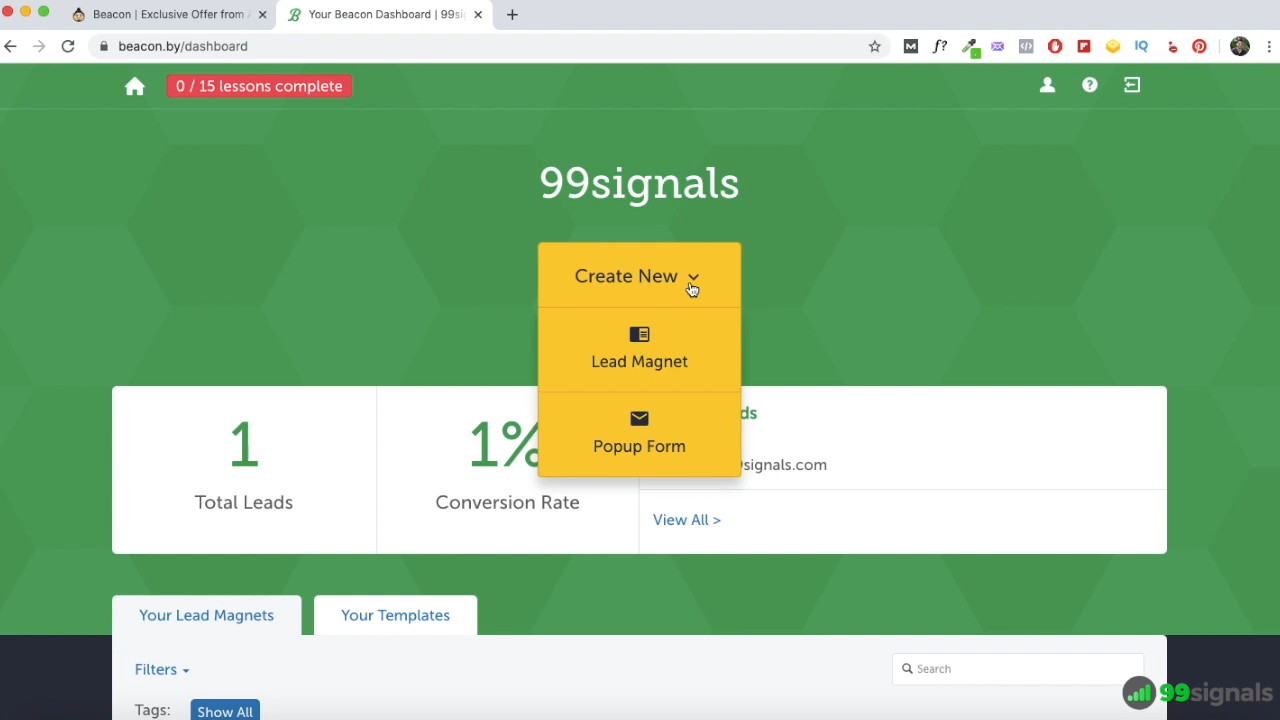 Beacon | Exclusive Offer from
Your Beacon Dashboard | 99si
beacon.by/dashboard
0 / 15 lessons complete
99signals
Create New
Lead Magnet
Popup Form
1
Total Leads
1%
Conversion Rate
ds
signals.com
View All >
Your Lead Magnets
Your Templates
Filters
Search
Tags:
Show All
99signals